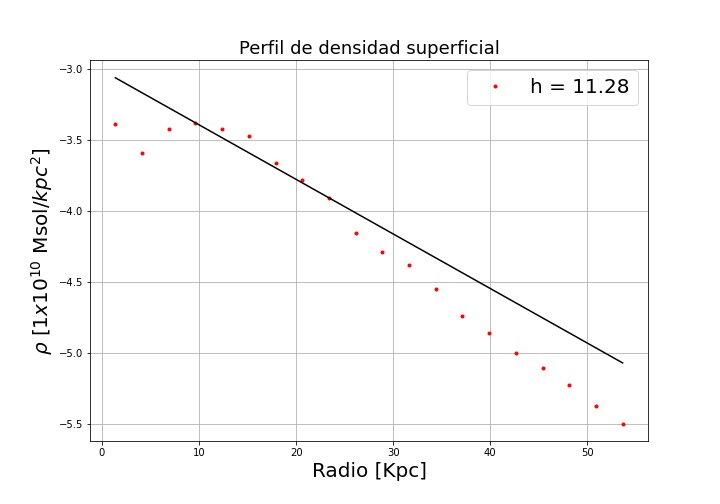 Perfil de densidad superficial
h = 11.28
−3.0
−3.5
−4.0
−4.5
−5.0
−5.5
ρ [1x10^10 Msol/kpc^2]
0 10 20 30 40 50
Radio [Kpc]